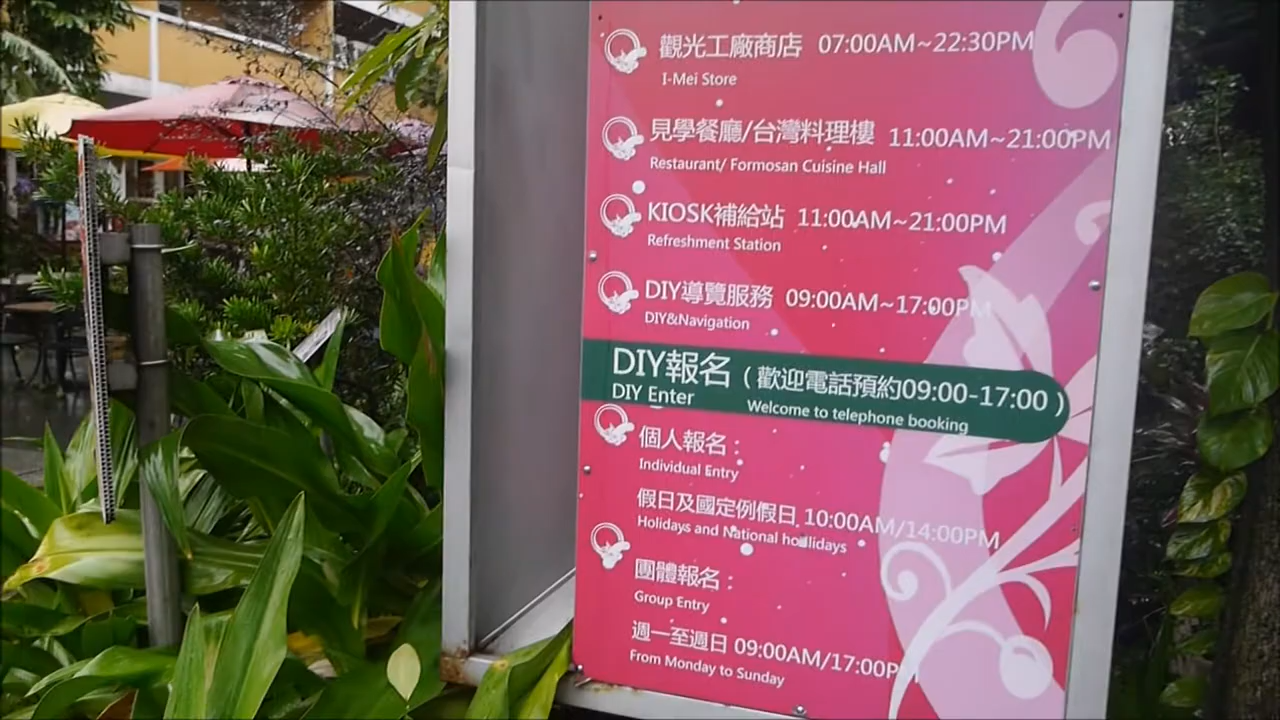 觀光工廠商店 07:00AM~22:30PM
I-Mei Store
見學餐廳/台灣料理樓 11:00AM~21:00PM
Restaurant/ Formosan Cuisine Hall
KIOSK補給站 11:00AM~21:00PM
Refreshment Station
DIY導覽服務 09:00AM~17:00PM
DIY&Navigation
DIY報名 (歡迎電話預約09:00-17:00)
DIY Enter Welcome to telephone booking
個人報名:
Individual Entry
假日及國定例假日 10:00AM/14:00PM
Holidays and National hollidays
團體報名:
Group Entry
週一至週日 09:00AM/17:00PM
From Monday to Sunday